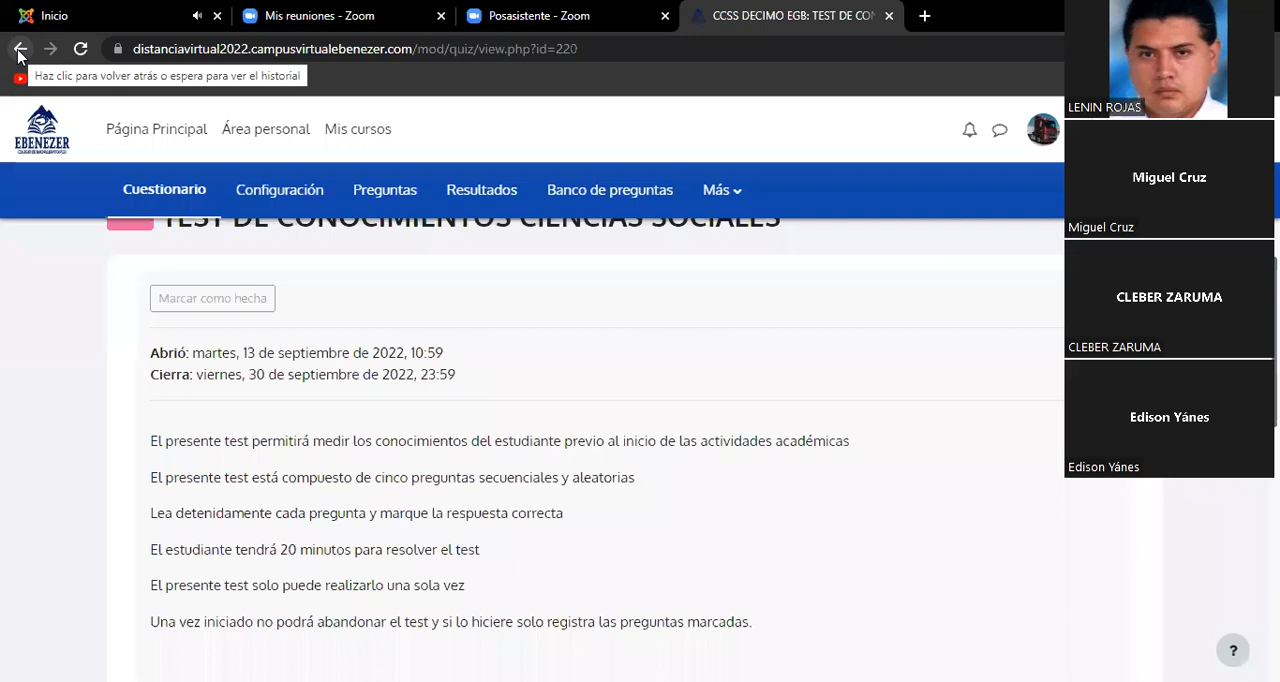 Inicio
Mis reuniones - Zoom
Posasistente - Zoom
CCSS DECIMO EGB: TEST DE CON
distanciavirtual2022.campusvirtualebenezer.com/mod/quiz/view.php?id=220
Haz clic para volver atrás o espera para ver el historial
EBENEZER
Página Principal
Área personal
Mis cursos
Cuestionario
Configuración
Preguntas
Resultados
Banco de preguntas
Más
TEST DE CONOCIMIENTOS CIENCIAS SOCIALES
Marcar como hecha
Abrió: martes, 13 de septiembre de 2022, 10:59
Cierra: viernes, 30 de septiembre de 2022, 23:59
El presente test permitirá medir los conocimientos del estudiante previo al inicio de las actividades académicas
El presente test está compuesto de cinco preguntas secuenciales y aleatorias
Lea detenidamente cada pregunta y marque la respuesta correcta
El estudiante tendrá 20 minutos para resolver el test
El presente test solo puede realizarlo una sola vez
Una vez iniciado no podrá abandonar el test y si lo hiciere solo registra las preguntas marcadas.
?
LENIN ROJAS
Miguel Cruz
Miguel Cruz
CLEBER ZARUMA
CLEBER ZARUMA
Edison Yánes
Edison Yánes